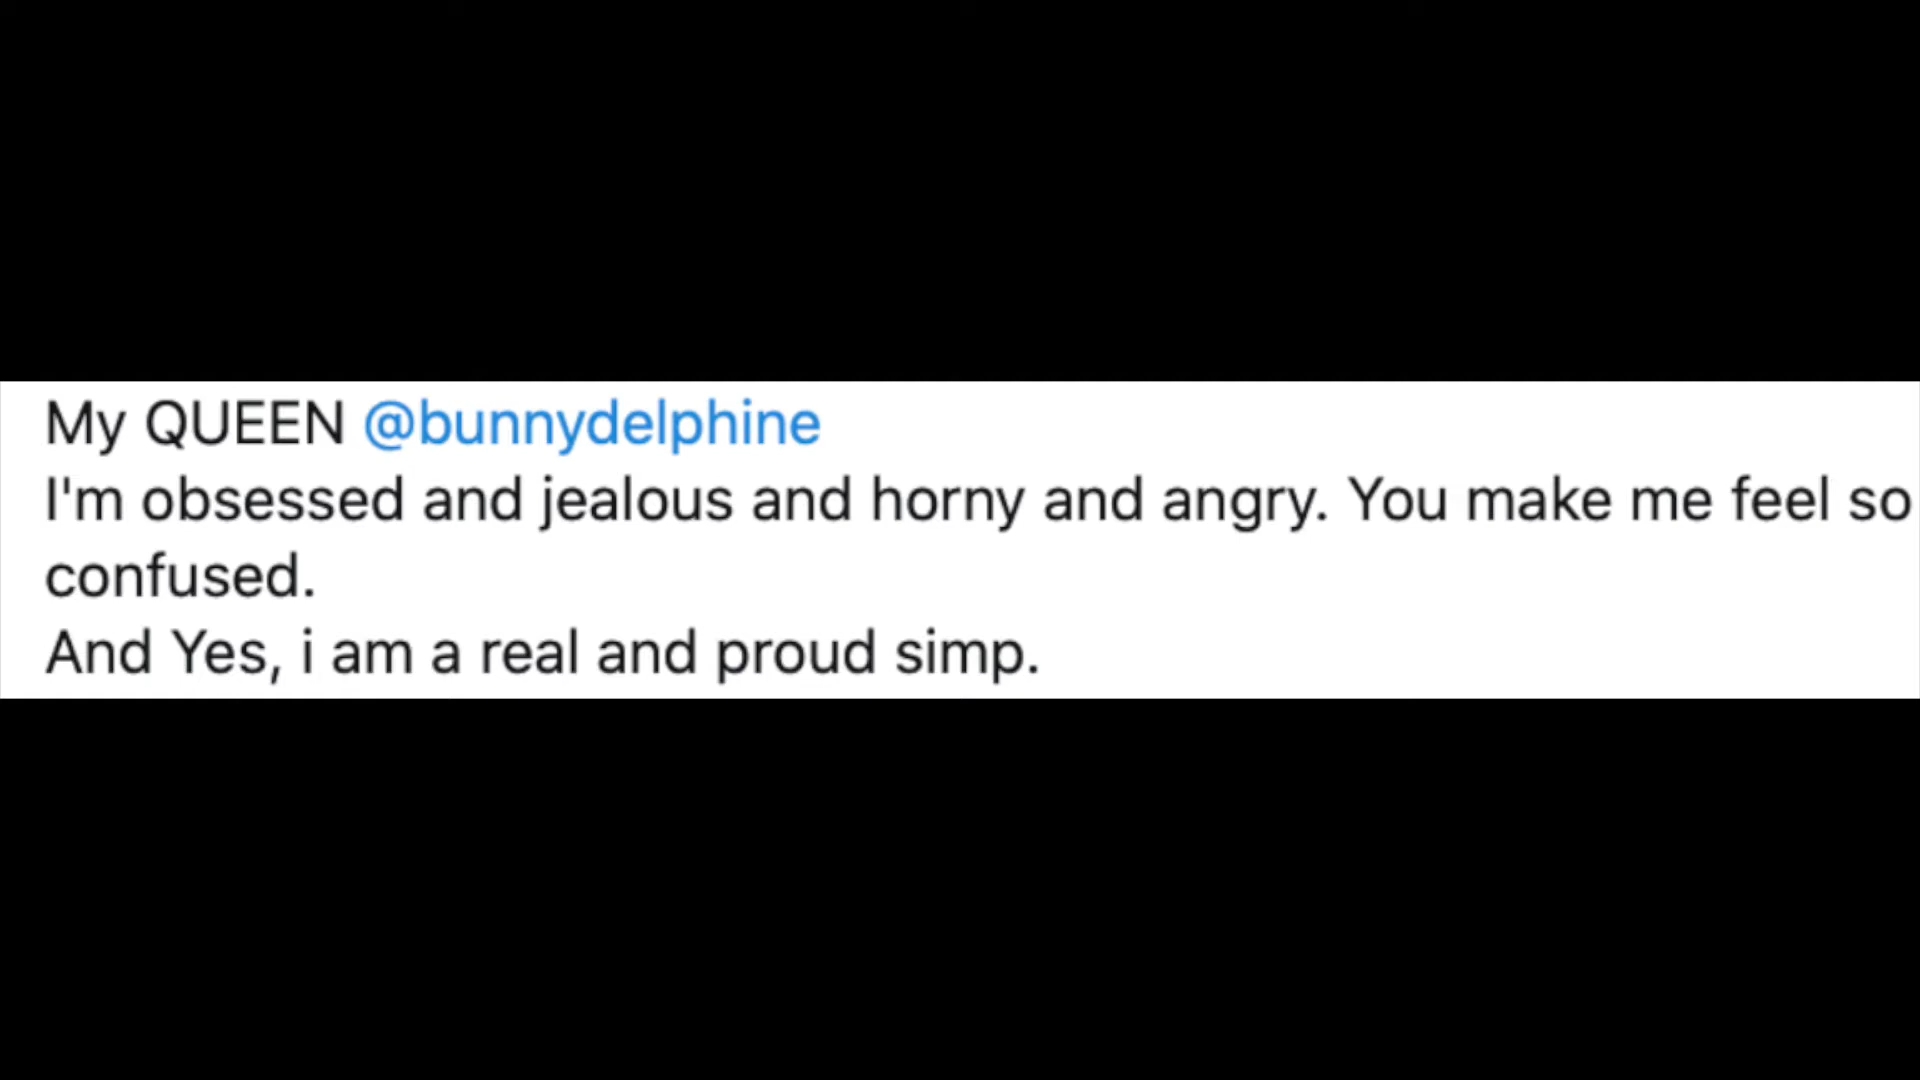 My QUEEN @bunnydelphine
I'm obsessed and jealous and horny and angry. You make me feel so
confused.
And Yes, i am a real and proud simp.